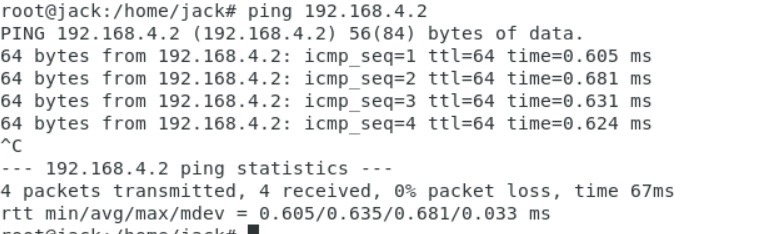 root@jack:/home/jack# ping 192.168.4.2
PING 192.168.4.2 (192.168.4.2) 56(84) bytes of data.
64 bytes from 192.168.4.2: icmp_seq=1 ttl=64 time=0.605 ms
64 bytes from 192.168.4.2: icmp_seq=2 ttl=64 time=0.681 ms
64 bytes from 192.168.4.2: icmp_seq=3 ttl=64 time=0.631 ms
64 bytes from 192.168.4.2: icmp_seq=4 ttl=64 time=0.624 ms
^C
--- 192.168.4.2 ping statistics ---
4 packets transmitted, 4 received, 0% packet loss, time 67ms
rtt min/avg/max/mdev = 0.605/0.635/0.681/0.033 ms
root@jack:/home/jack#